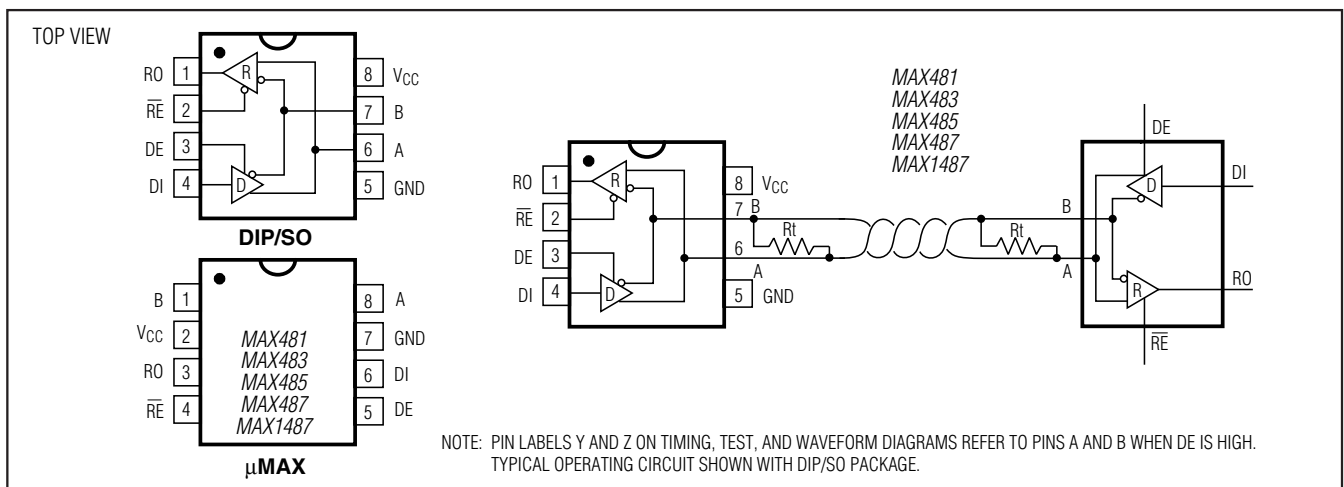 TOP VIEW
RO 1
R̅E̅ 2
DE 3
DI 4
R
D
8 VCC
7 B
6 A
5 GND
DIP/SO
B 1
VCC 2
RO 3
R̅E̅ 4
MAX481
MAX483
MAX485
MAX487
MAX1487
8 A
7 GND
6 DI
5 DE
μMAX
RO 1
R̅E̅ 2
DE 3
DI 4
R
D
8 VCC
7 B
6
A
5 GND
Rt
MAX481
MAX483
MAX485
MAX487
MAX1487
Rt
B
A
DE
D
DI
R
RO
R̅E̅
NOTE: PIN LABELS Y AND Z ON TIMING, TEST, AND WAVEFORM DIAGRAMS REFER TO PINS A AND B WHEN DE IS HIGH.
TYPICAL OPERATING CIRCUIT SHOWN WITH DIP/SO PACKAGE.